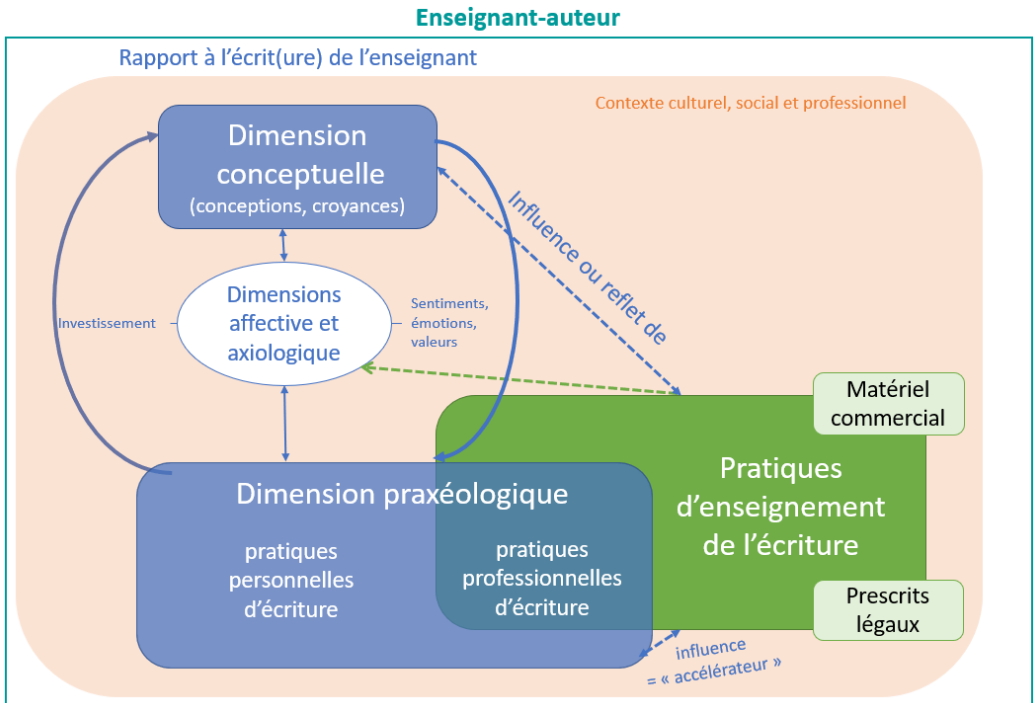 Enseignant-auteur
Rapport à l’écrit(ure) de l’enseignant
Contexte culturel, social et professionnel
Dimension
conceptuelle
(conceptions, croyances)
Influence ou reflet de
Investissement
Dimensions
affective et
axiologique
Sentiments,
émotions,
valeurs
Matériel
commercial
Pratiques
d’enseignement
de l’écriture
Dimension praxéologique
pratiques
personnelles
d’écriture
pratiques
professionnelles
d’écriture
Prescrits
légaux
influence
= « accélérateur »